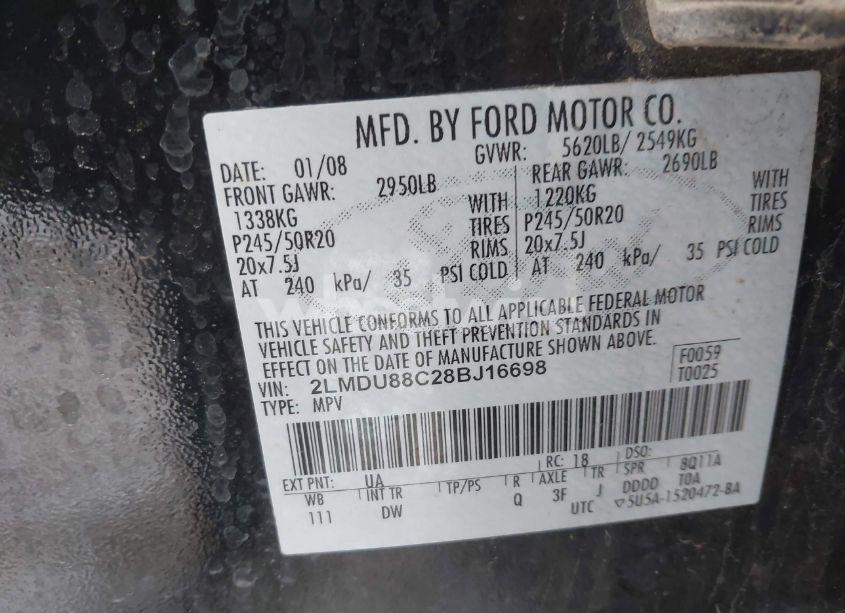 MFD. BY FORD MOTOR CO.
DATE: 01/08 GVWR: 5620LB/ 2549KG
FRONT GAWR: 2950LB REAR GAWR: 2690LB
1338KG WITH 1220KG WITH
P245/50R20 TIRES P245/50R20 TIRES
20x7.5J RIMS 20x7.5J RIMS
AT 240 kPa/ 35 PSI COLD AT 240 kPa/ 35 PSI COLD
THIS VEHICLE CONFORMS TO ALL APPLICABLE FEDERAL MOTOR
VEHICLE SAFETY AND THEFT PREVENTION STANDARDS IN
EFFECT ON THE DATE OF MANUFACTURE SHOWN ABOVE.
VIN: 2LMDU88C28BJ16698 F0059
TYPE: MPV T0025
EXT PNT: UA RC: 18 DSO:
WB INT TR TP/PS R AXLE TR SPR 8Q11A
111 DW Q 3F J DDDD T0A
UTC ▽5U5A-1520472-BA